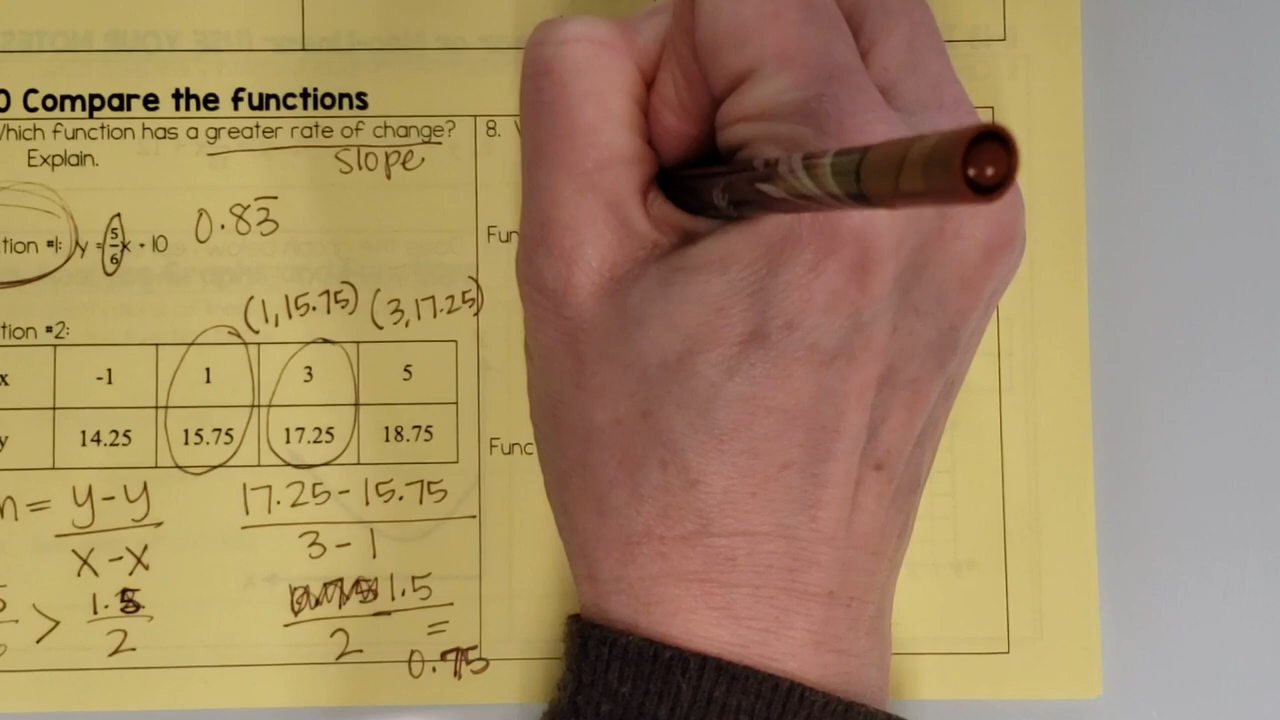 Compare the functions
hich function has a greater rate of change?
Explain.
slope
tion #1: y = 5/6 x + 10
0.83̅
(1,15.75) (3,17.25)
tion #2:
x -1 1 3 5
y 14.25 15.75 17.25 18.75
m = y-y / x-x
17.25-15.75 / 3-1
> 1.5 / 2
1.5 / 2 = 0.75
8.
Fun
Func